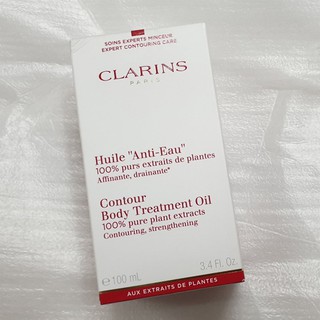 SOINS EXPERTS MINCEUR
EXPERT CONTOURING CARE
CLARINS
PARIS
Huile "Anti-Eau"
100% purs extraits de plantes
Affinante, drainante*
Contour
Body Treatment Oil
100% pure plant extracts
Contouring, strengthening
℮ 100 mL 3.4 Fl. Oz.
AUX EXTRAITS DE PLANTES